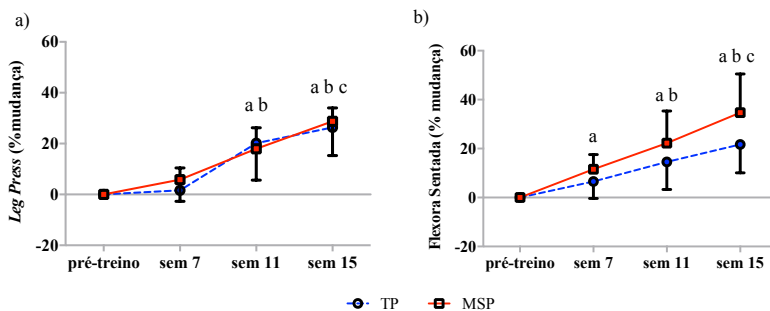 a)
Leg Press (%mudança)
60
40
20
0
-20
a b
a b c
pré-treino sem 7 sem 11 sem 15
b)
Flexora Sentada (% mudança)
60
40
20
0
-20
a
a b
a b c
pré-treino sem 7 sem 11 sem 15
TP MSP